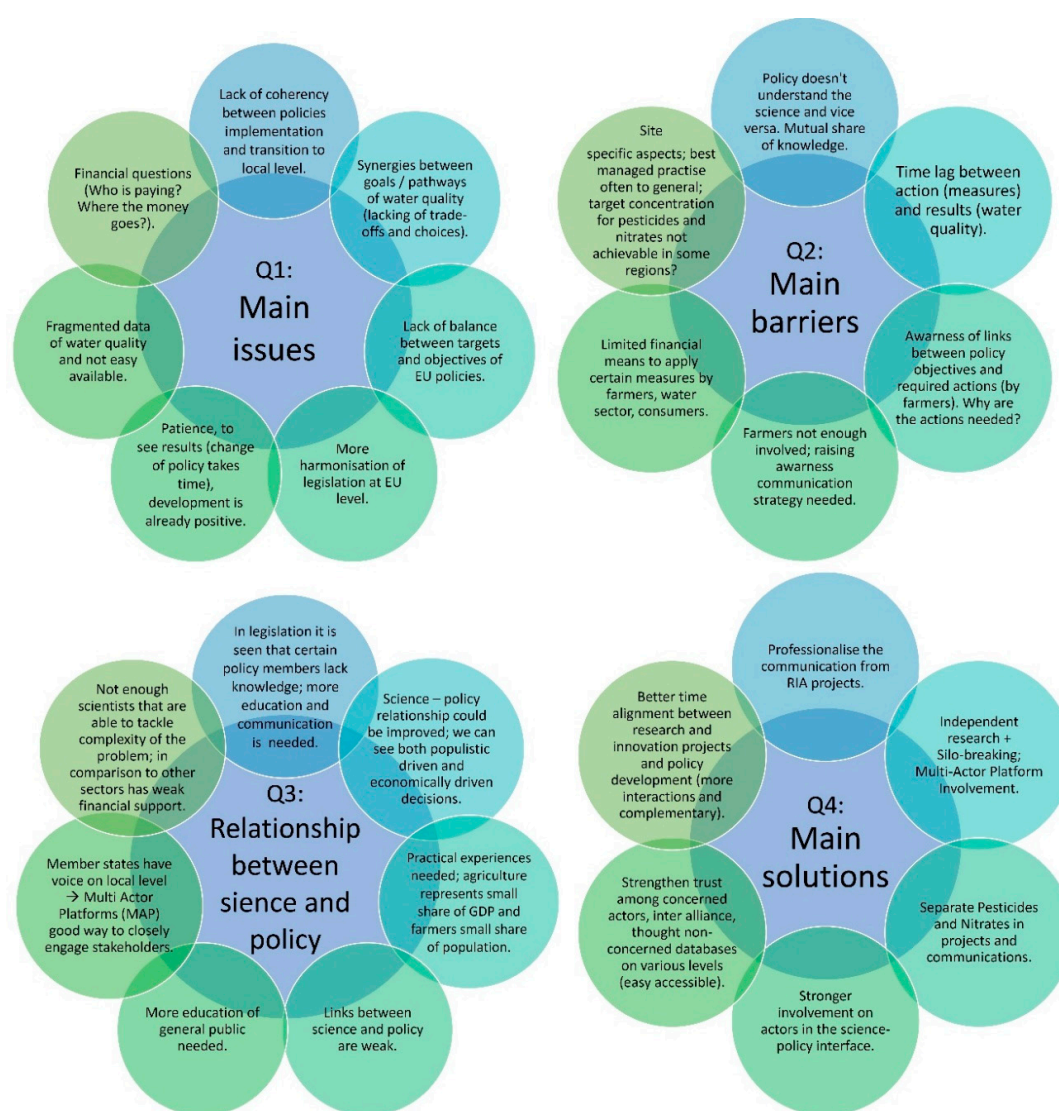 Lack of coherency
between policies
implementation
and transition to
local level.
Synergies between
goals / pathways
of water quality
(lacking of trade-
offs and choices).
Lack of balance
between targets
and objectives of
EU policies.
More
harmonisation of
legislation at EU
level.
Patience, to
see results (change
of policy takes
time),
development is
already positive.
Fragmented data
of water quality
and not easy
available.
Financial questions
(Who is paying?
Where the money
goes?).
Q1:
Main
issues
Policy doesn't
understand the
science and vice
versa. Mutual share
of knowledge.
Time lag between
action (measures)
and results (water
quality).
Awarness of links
between policy
objectives and
required actions (by
farmers). Why are
the actions needed?
Farmers not enough
involved; raising
awarness
communication
strategy needed.
Limited financial
means to apply
certain measures by
farmers, water
sector, consumers.
Site
specific aspects; best
managed practise
often to general;
target concentration
for pesticides and
nitrates not
achievable in some
regions?
Q2:
Main
barriers
In legislation it is
seen that certain
policy members lack
knowledge; more
education and
communication
is needed.
Science – policy
relationship could
be improved; we can
see both populistic
driven and
economically driven
decisions.
Practical experiences
needed; agriculture
represents small
share of GDP and
farmers small share
of population.
Links between
science and policy
are weak.
More education of
general public
needed.
Member states have
voice on local level
→ Multi Actor
Platforms (MAP)
good way to closely
engage stakeholders.
Not enough
scientists that are
able to tackle
complexity of the
problem; in
comparison to other
sectors has weak
financial support.
Q3:
Relationship
between
sience and
policy
Professionalise the
communication from
RIA projects.
Independent
research +
Silo-breaking;
Multi-Actor Platform
Involvement.
Separate Pesticides
and Nitrates in
projects and
communications.
Stronger
involvement on
actors in the science-
policy interface.
Strengthen trust
among concerned
actors, inter alliance,
thought non-
concerned databases
on various levels
(easy accessible).
Better time
alignment between
research and
innovation projects
and policy
development (more
interactions and
complementary).
Q4:
Main
solutions